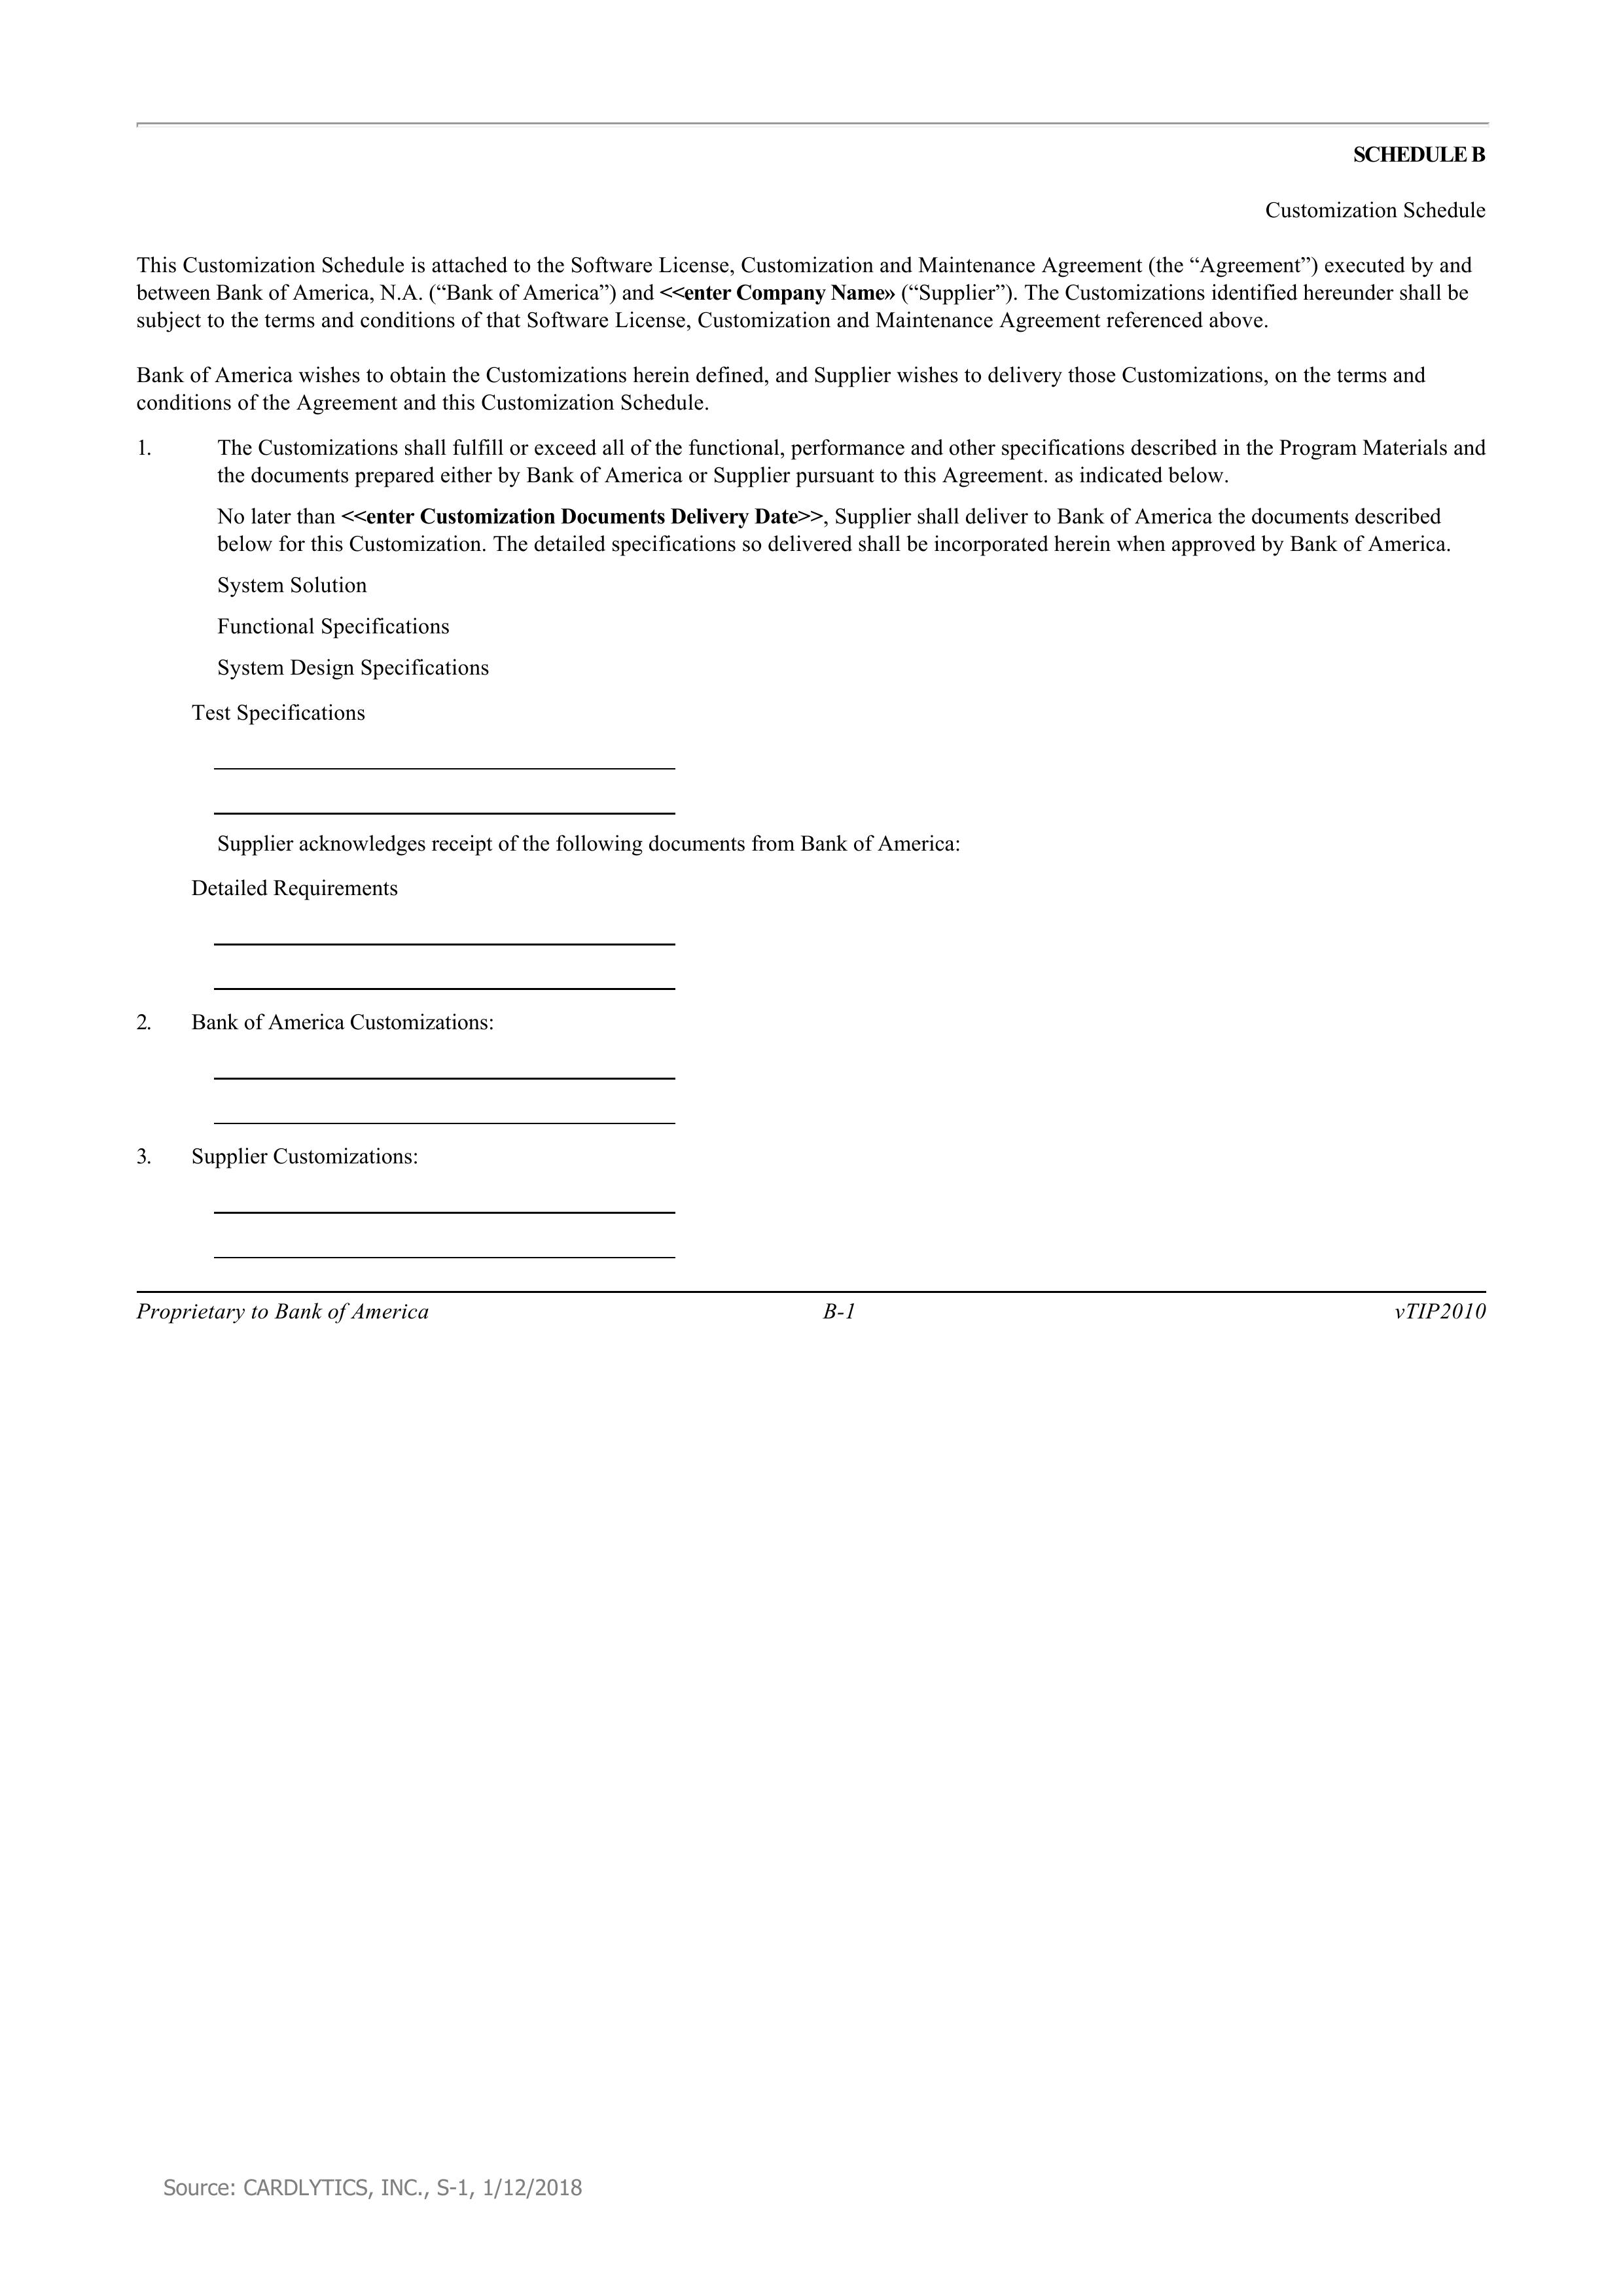 SCHEDULE B
Customization Schedule
This Customization Schedule is attached to the Software License, Customization and Maintenance Agreement (the “Agreement”) executed by and
between Bank of America, N.A. (“Bank of America”) and <<enter Company Name» (“Supplier”). The Customizations identified hereunder shall be
subject to the terms and conditions of that Software License, Customization and Maintenance Agreement referenced above.
Bank of America wishes to obtain the Customizations herein defined, and Supplier wishes to delivery those Customizations, on the terms and
conditions of the Agreement and this Customization Schedule.
1. The Customizations shall fulfill or exceed all of the functional, performance and other specifications described in the Program Materials and
the documents prepared either by Bank of America or Supplier pursuant to this Agreement. as indicated below.
No later than <<enter Customization Documents Delivery Date>>, Supplier shall deliver to Bank of America the documents described
below for this Customization. The detailed specifications so delivered shall be incorporated herein when approved by Bank of America.
System Solution
Functional Specifications
System Design Specifications
Test Specifications
Supplier acknowledges receipt of the following documents from Bank of America:
Detailed Requirements
2. Bank of America Customizations:
3. Supplier Customizations:
Proprietary to Bank of America B-1 vTIP2010
Source: CARDLYTICS, INC., S-1, 1/12/2018